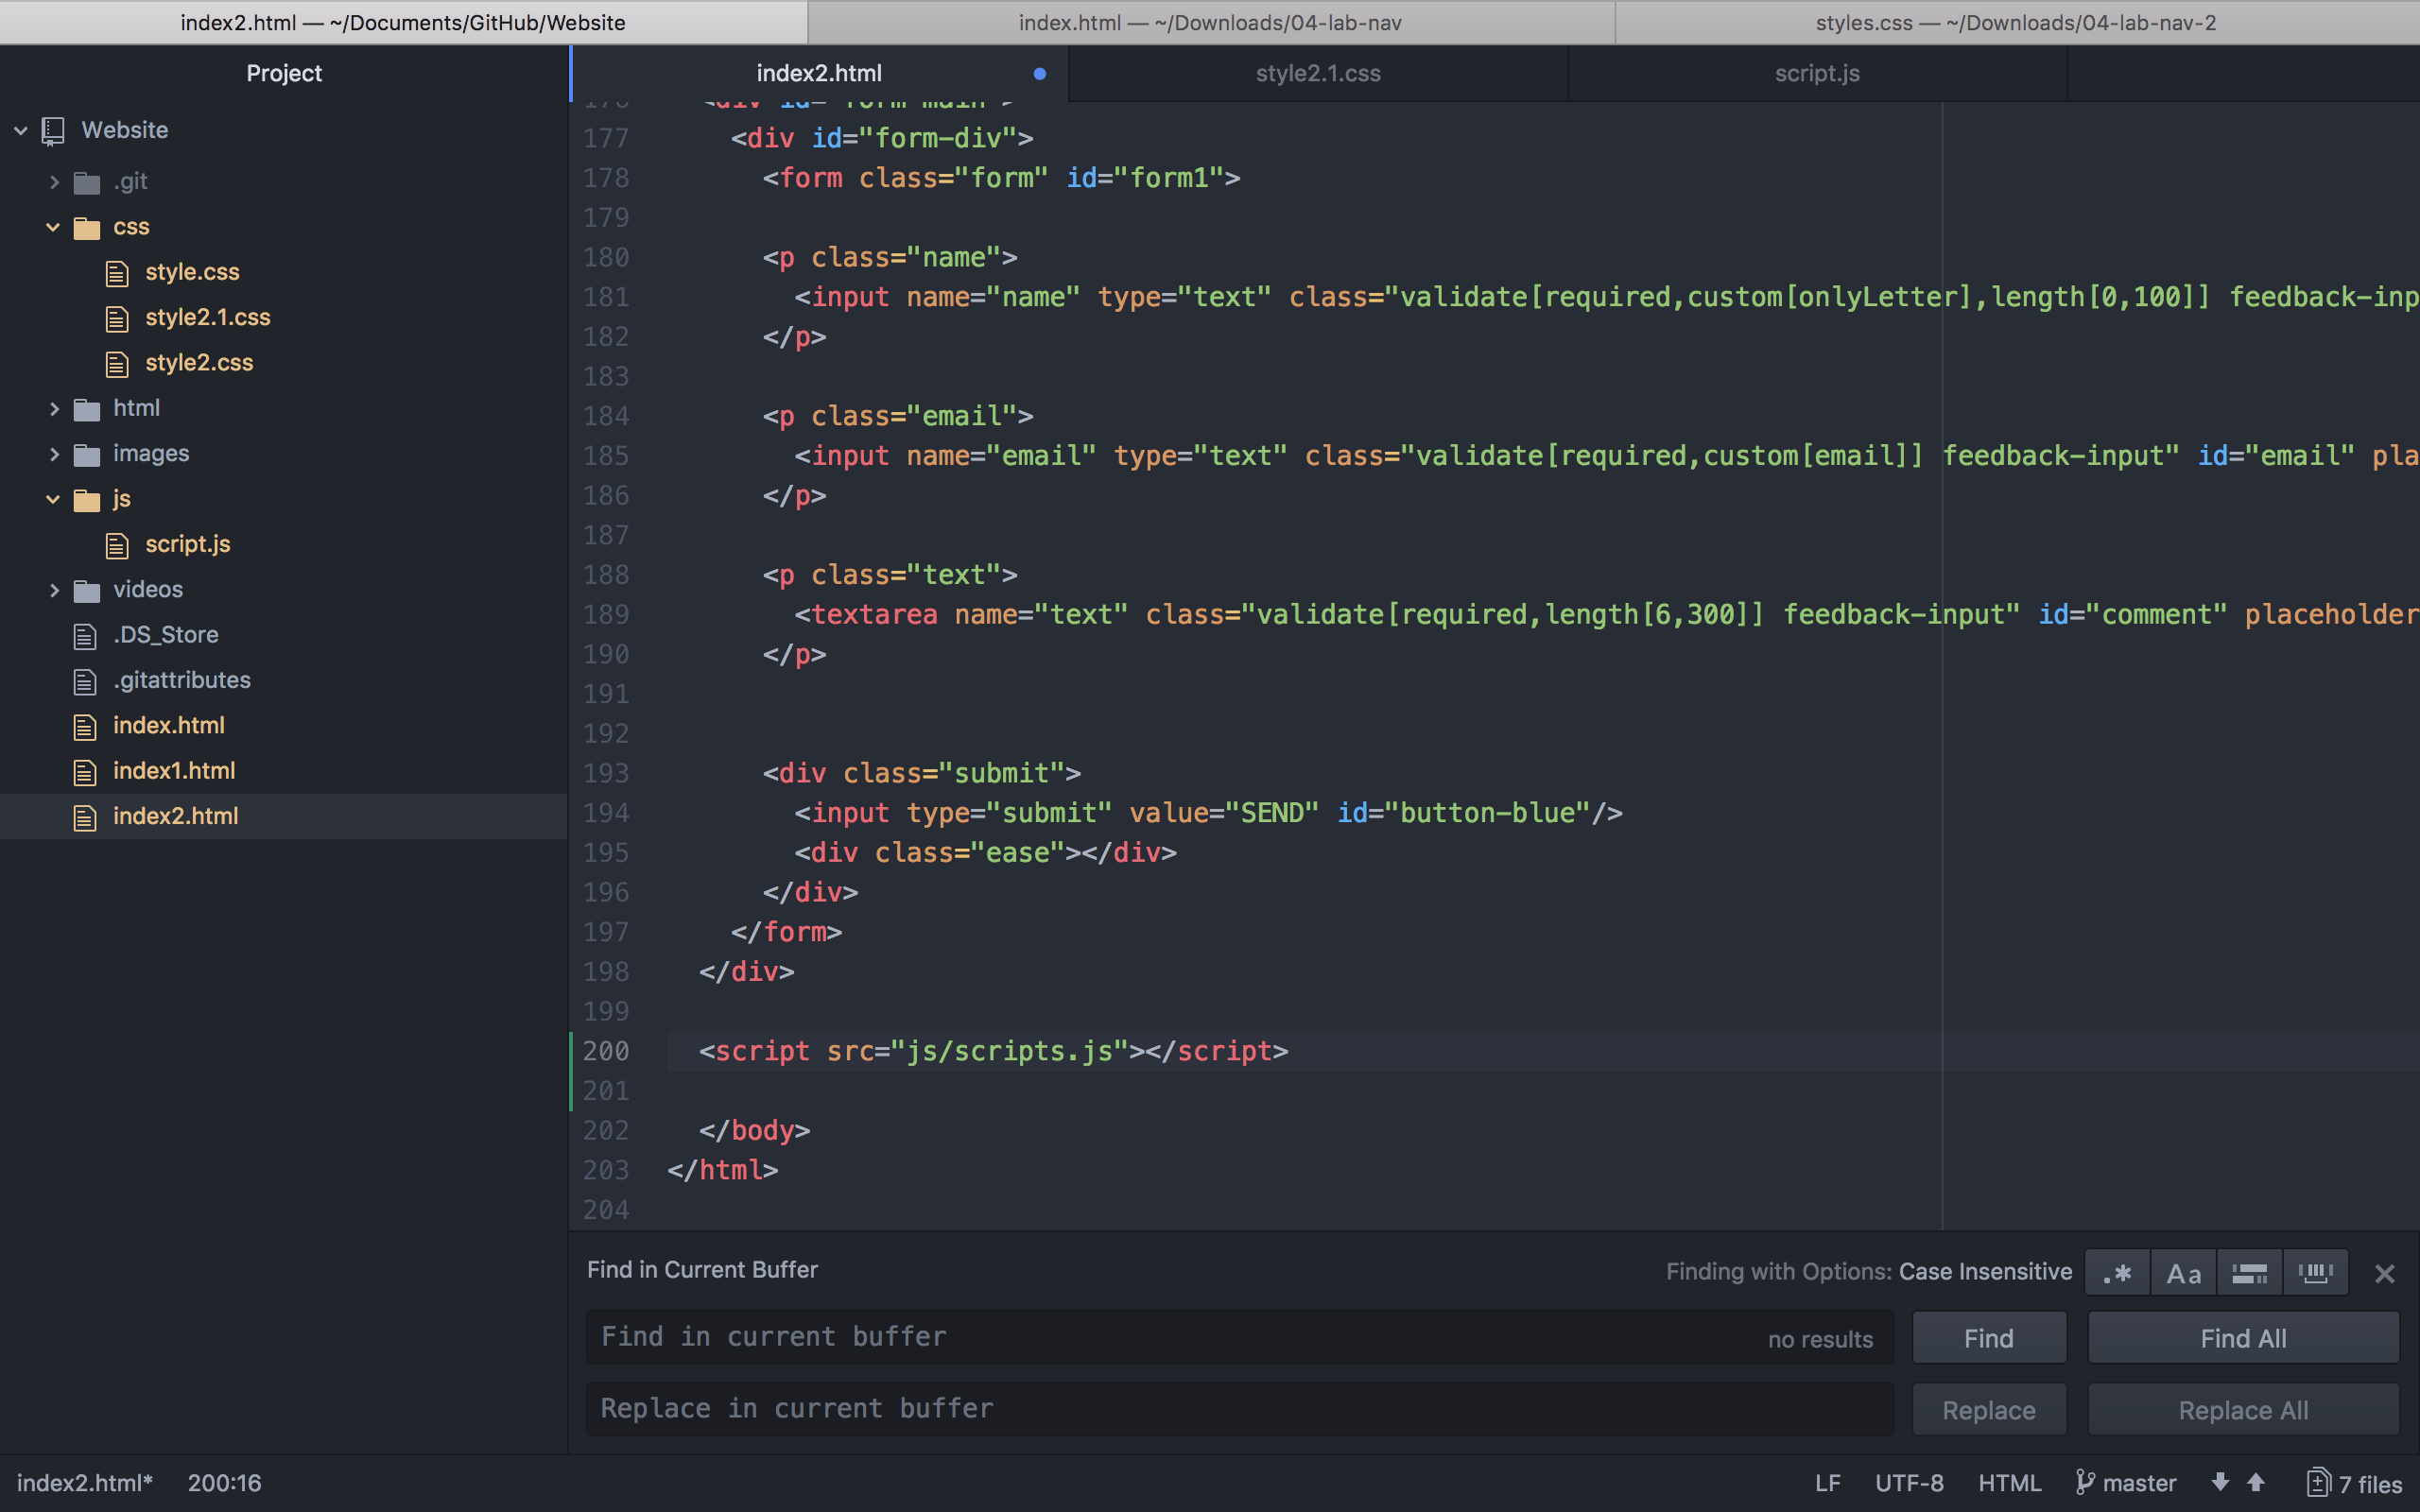 index2.html — ~/Documents/GitHub/Website
index.html — ~/Downloads/04-lab-nav
styles.css — ~/Downloads/04-lab-nav-2
Project
Website
.git
css
style.css
style2.1.css
style2.css
html
images
js
script.js
videos
.DS_Store
.gitattributes
index.html
index1.html
index2.html
index2.html
style2.1.css
script.js
177 <div id="form-div">
178 <form class="form" id="form1">
179
180 <p class="name">
181 <input name="name" type="text" class="validate[required,custom[onlyLetter],length[0,100]] feedback-inp
182 </p>
183
184 <p class="email">
185 <input name="email" type="text" class="validate[required,custom[email]] feedback-input" id="email" pla
186 </p>
187
188 <p class="text">
189 <textarea name="text" class="validate[required,length[6,300]] feedback-input" id="comment" placeholder
190 </p>
191
192
193 <div class="submit">
194 <input type="submit" value="SEND" id="button-blue"/>
195 <div class="ease"></div>
196 </div>
197 </form>
198 </div>
199
200 <script src="js/scripts.js"></script>
201
202 </body>
203 </html>
204
Find in Current Buffer
Finding with Options: Case Insensitive
.* Aa
Find in current buffer
no results
Find
Find All
Replace in current buffer
Replace
Replace All
index2.html* 200:16
LF UTF-8 HTML master 7 files